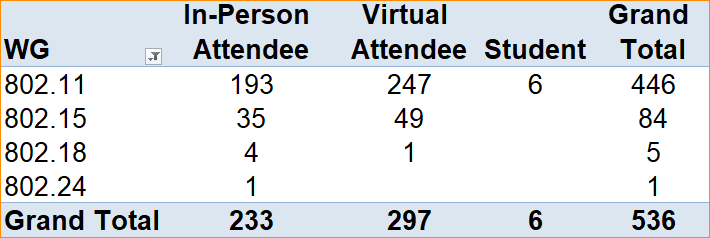 In-Person Virtual Grand
WG Attendee Attendee Student Total
802.11 193 247 6 446
802.15 35 49 84
802.18 4 1 5
802.24 1 1
Grand Total 233 297 6 536